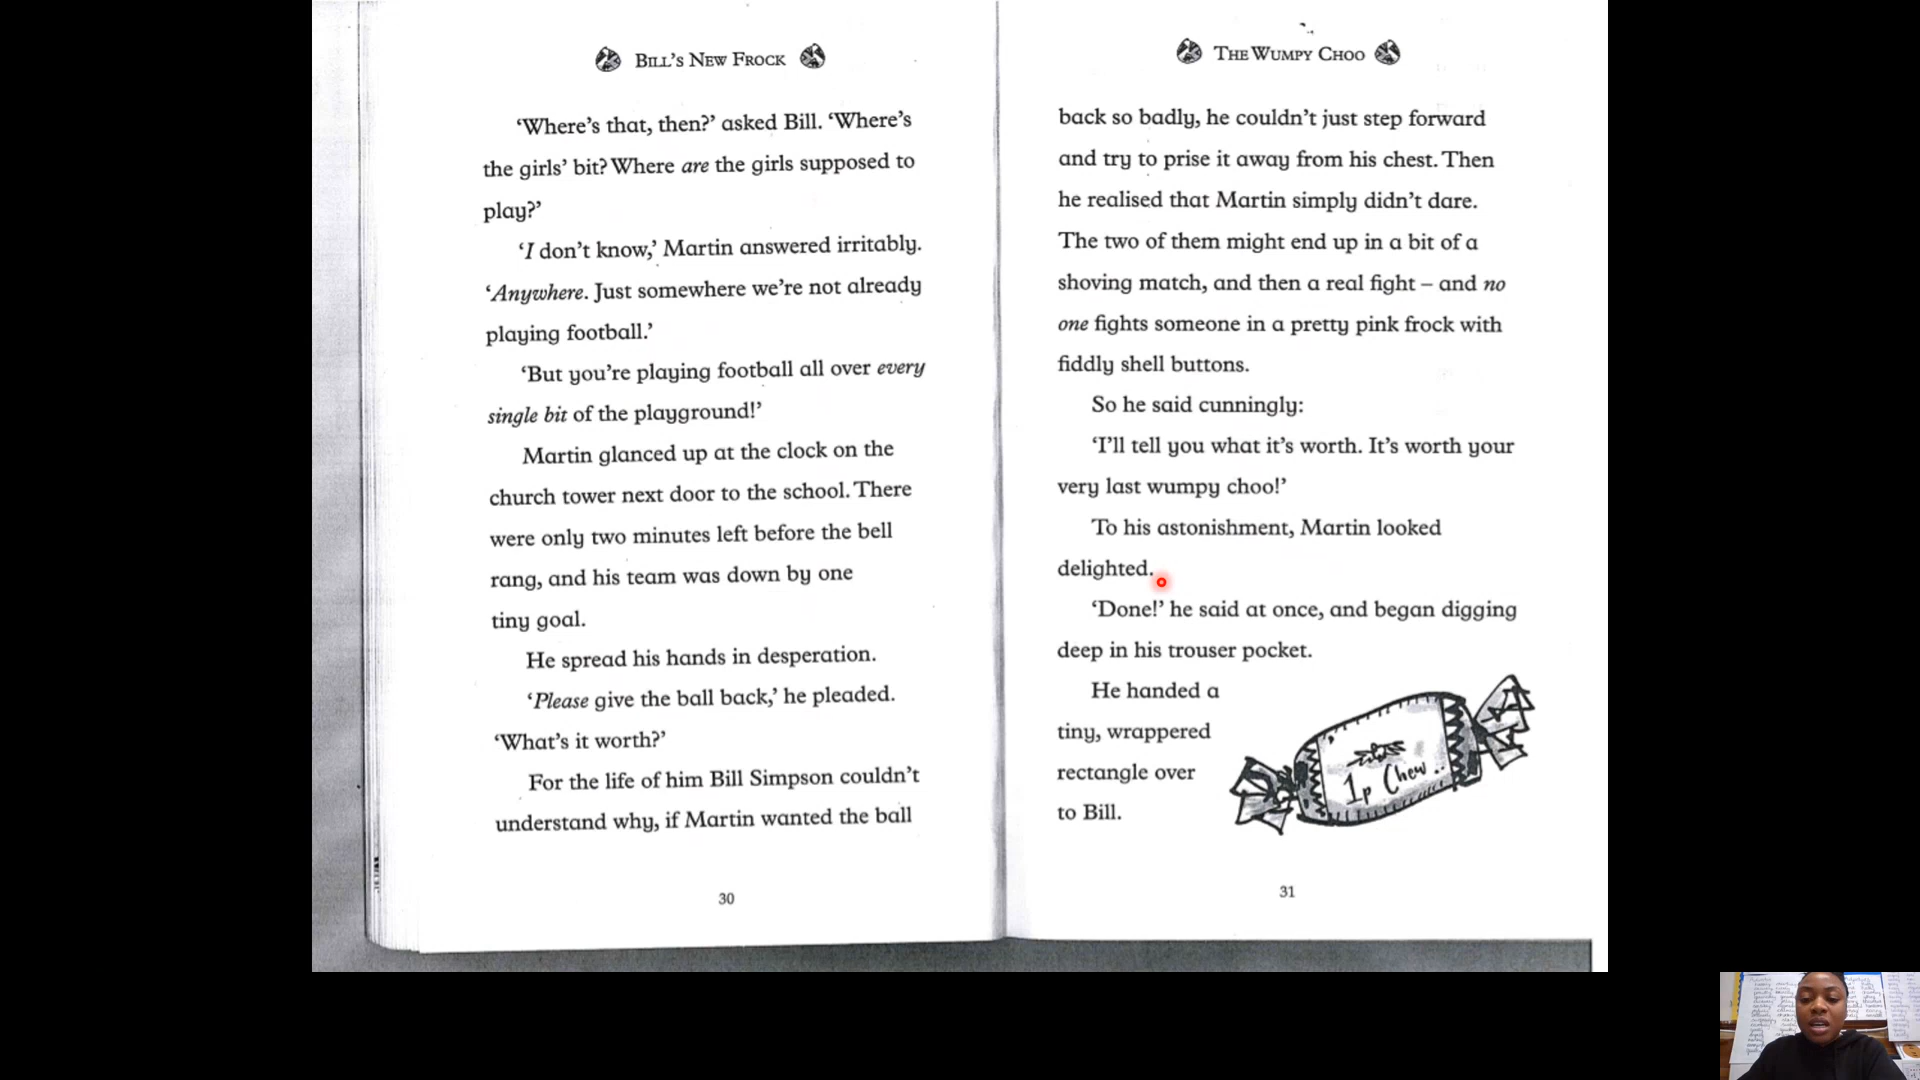 BILL'S NEW FROCK
'Where's that, then?' asked Bill. 'Where's
the girls' bit? Where are the girls supposed to
play?'
'I don't know,' Martin answered irritably.
'Anywhere. Just somewhere we're not already
playing football.'
'But you're playing football all over every
single bit of the playground!'
Martin glanced up at the clock on the
church tower next door to the school. There
were only two minutes left before the bell
rang, and his team was down by one
tiny goal.
He spread his hands in desperation.
'Please give the ball back,' he pleaded.
'What's it worth?'
For the life of him Bill Simpson couldn't
understand why, if Martin wanted the ball
30
THE WUMPY CHOO
back so badly, he couldn't just step forward
and try to prise it away from his chest. Then
he realised that Martin simply didn't dare.
The two of them might end up in a bit of a
shoving match, and then a real fight – and no
one fights someone in a pretty pink frock with
fiddly shell buttons.
So he said cunningly:
'I'll tell you what it's worth. It's worth your
very last wumpy choo!'
To his astonishment, Martin looked
delighted.
'Done!' he said at once, and began digging
deep in his trouser pocket.
He handed a
tiny, wrappered
rectangle over
to Bill.
1p Chew..
31